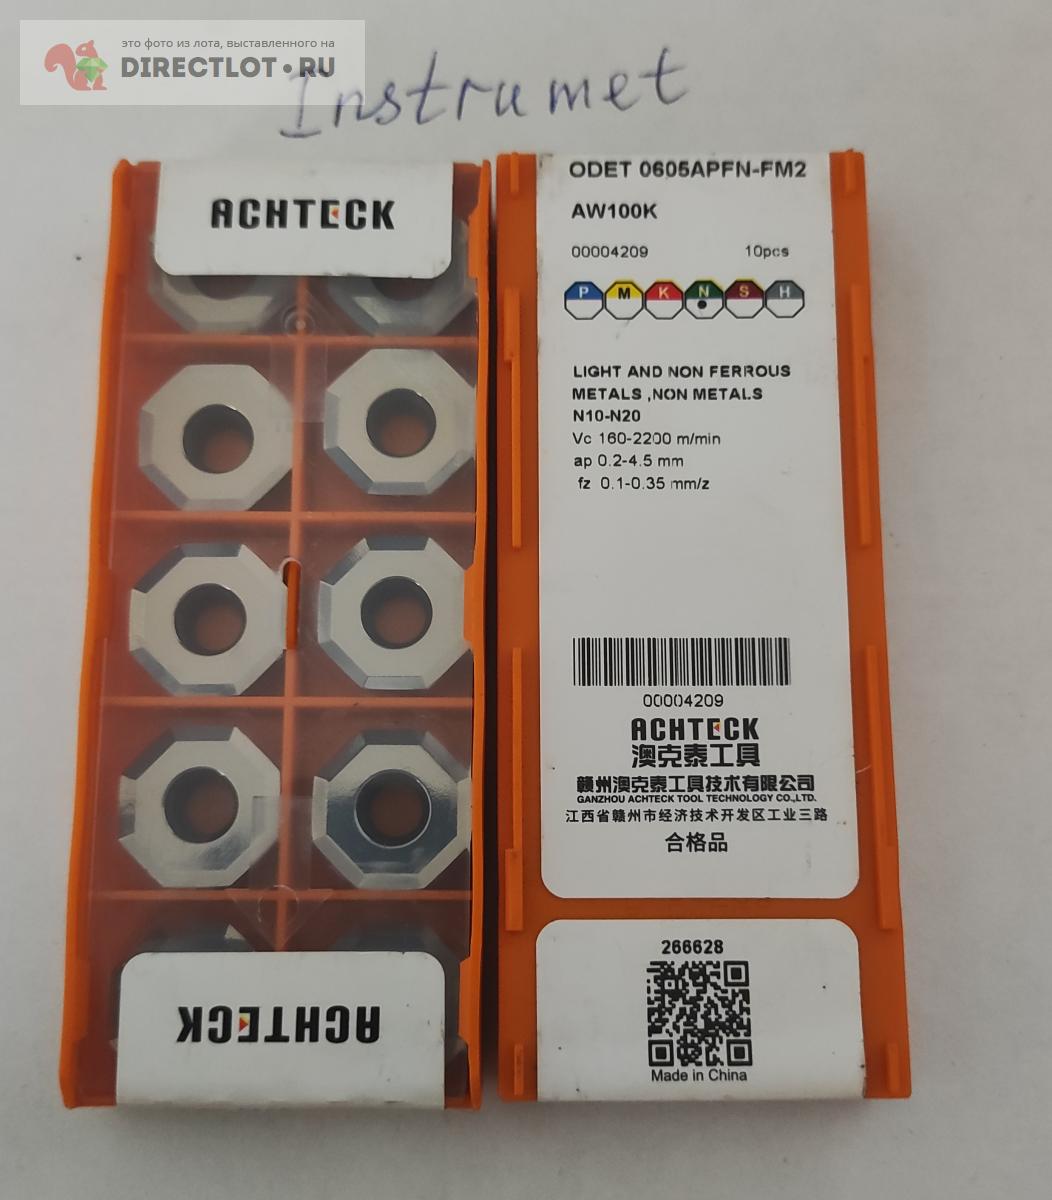 это фото из лота, выставленного на
DIRECTLOT.RU
Instrumet
ACHTECK
ACHTECK
ODET 0605APFN-FM2
AW100K
00004209 10pcs
P M K N S H
LIGHT AND NON FERROUS
METALS ,NON METALS
N10-N20
Vc 160-2200 m/min
ap 0.2-4.5 mm
fz 0.1-0.35 mm/z
00004209
ACHTECK
澳克泰工具
赣州澳克泰工具技术有限公司
GANZHOU ACHTECK TOOL TECHNOLOGY CO.,LTD.
江西省赣州市经济技术开发区工业三路
合格品
266628
Made in China